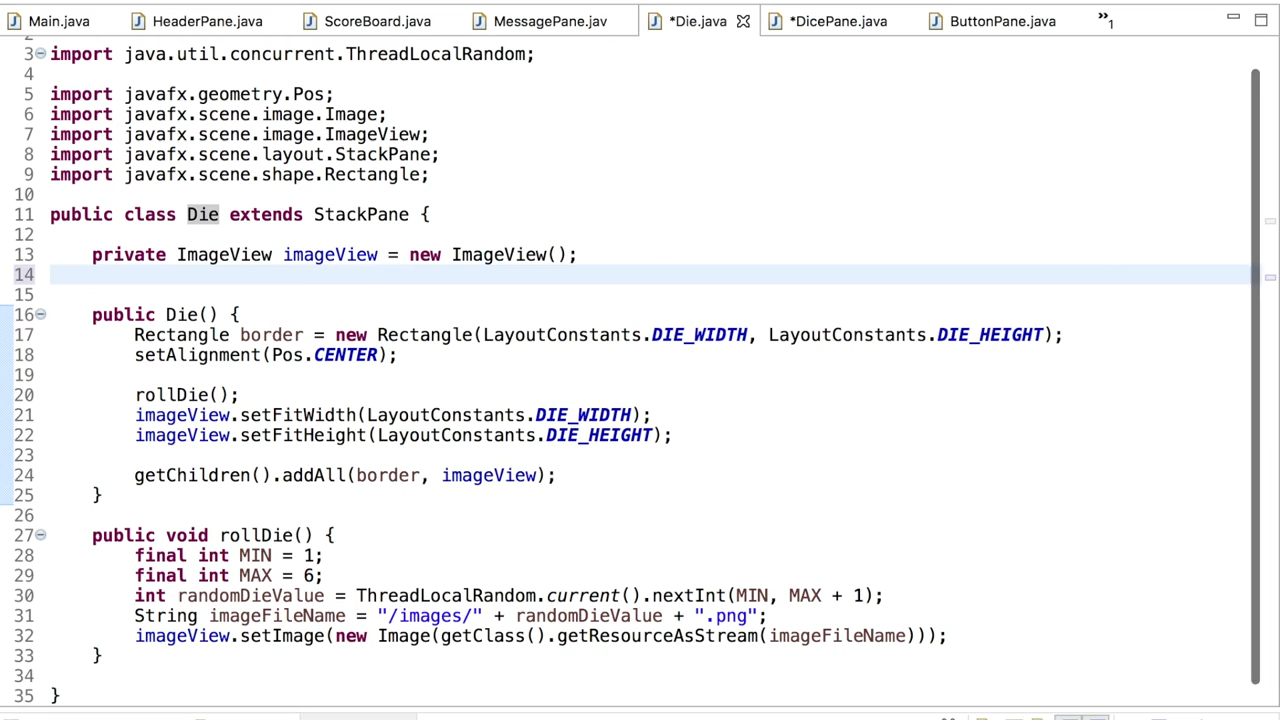 Main.java HeaderPane.java ScoreBoard.java MessagePane.jav *Die.java *DicePane.java ButtonPane.java »1
3 import java.util.concurrent.ThreadLocalRandom;
4
5 import javafx.geometry.Pos;
6 import javafx.scene.image.Image;
7 import javafx.scene.image.ImageView;
8 import javafx.scene.layout.StackPane;
9 import javafx.scene.shape.Rectangle;
10
11 public class Die extends StackPane {
12
13     private ImageView imageView = new ImageView();
14
15
16     public Die() {
17         Rectangle border = new Rectangle(LayoutConstants.DIE_WIDTH, LayoutConstants.DIE_HEIGHT);
18         setAlignment(Pos.CENTER);
19
20         rollDie();
21         imageView.setFitWidth(LayoutConstants.DIE_WIDTH);
22         imageView.setFitHeight(LayoutConstants.DIE_HEIGHT);
23
24         getChildren().addAll(border, imageView);
25     }
26
27     public void rollDie() {
28         final int MIN = 1;
29         final int MAX = 6;
30         int randomDieValue = ThreadLocalRandom.current().nextInt(MIN, MAX + 1);
31         String imageFileName = "/images/" + randomDieValue + ".png";
32         imageView.setImage(new Image(getClass().getResourceAsStream(imageFileName)));
33     }
34
35 }